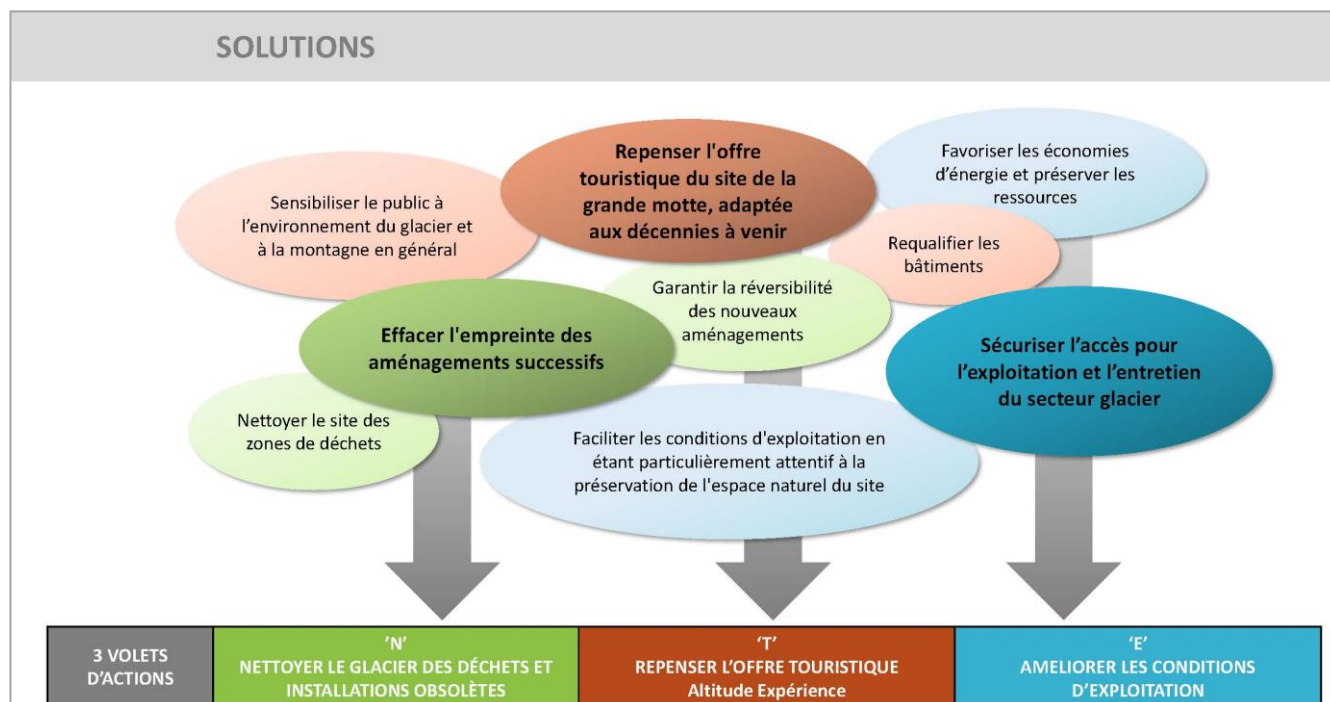 SOLUTIONS
Repenser l'offre
touristique du site de la
grande motte, adaptée
aux décennies à venir
Favoriser les économies
d'énergie et préserver les
ressources
Sensibiliser le public à
l'environnement du glacier et
à la montagne en général
Requalifier les
bâtiments
Garantir la réversibilité
des nouveaux
aménagements
Effacer l'empreinte des
aménagements successifs
Sécuriser l'accès pour
l'exploitation et l'entretien
du secteur glacier
Nettoyer le site des
zones de déchets
Faciliter les conditions d'exploitation en
étant particulièrement attentif à la
préservation de l'espace naturel du site
3 VOLETS
D'ACTIONS
'N'
NETTOYER LE GLACIER DES DÉCHETS ET
INSTALLATIONS OBSOLÈTES
'T'
REPENSER L'OFFRE TOURISTIQUE
Altitude Expérience
'E'
AMELIORER LES CONDITIONS
D'EXPLOITATION